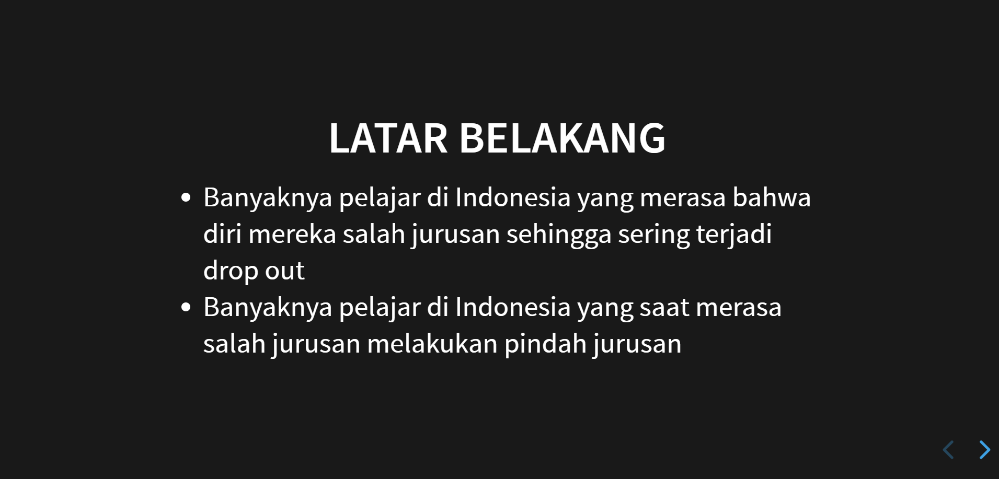 LATAR BELAKANG
• Banyaknya pelajar di Indonesia yang merasa bahwa
diri mereka salah jurusan sehingga sering terjadi
drop out
• Banyaknya pelajar di Indonesia yang saat merasa
salah jurusan melakukan pindah jurusan